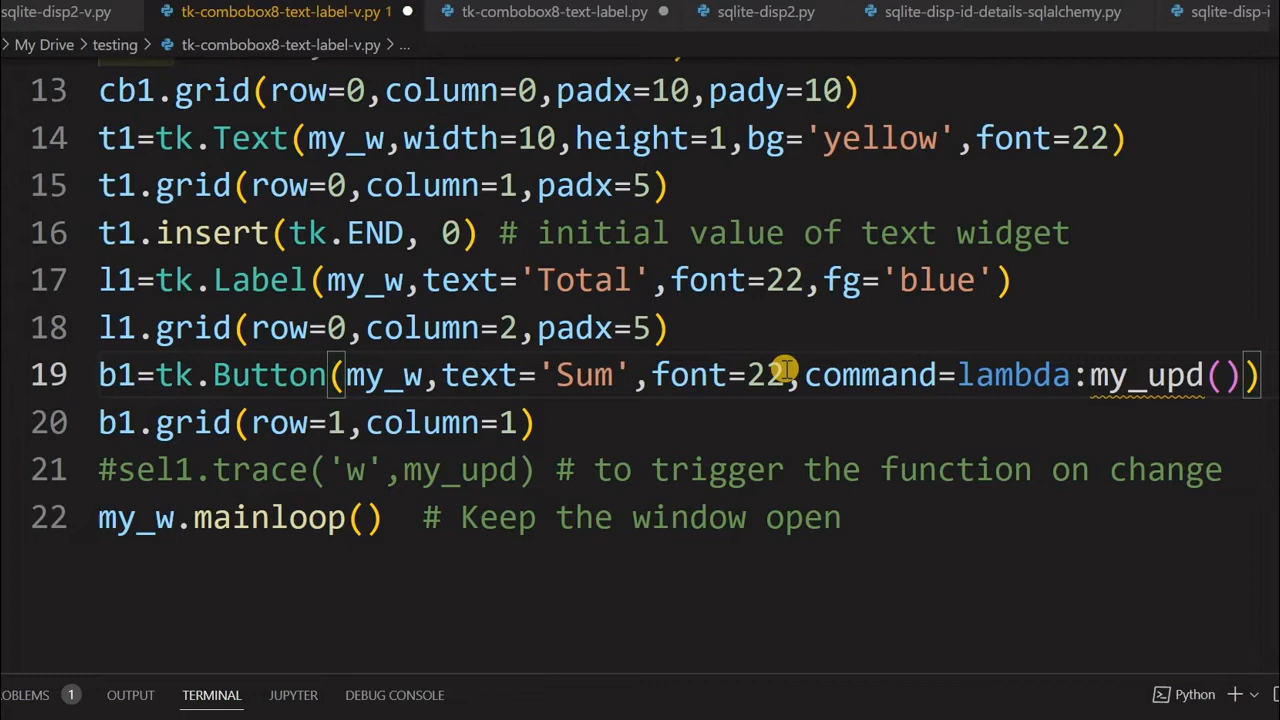 sqlite-disp2-v.py tk-combobox8-text-label-v.py 1 tk-combobox8-text-label.py sqlite-disp2.py sqlite-disp-id-details-sqlalchemy.py sqlite-disp-i
My Drive > testing > tk-combobox8-text-label-v.py > ...
13 cb1.grid(row=0,column=0,padx=10,pady=10)
14 t1=tk.Text(my_w,width=10,height=1,bg='yellow',font=22)
15 t1.grid(row=0,column=1,padx=5)
16 t1.insert(tk.END, 0) # initial value of text widget
17 l1=tk.Label(my_w,text='Total',font=22,fg='blue')
18 l1.grid(row=0,column=2,padx=5)
19 b1=tk.Button(my_w,text='Sum',font=22,command=lambda:my_upd())
20 b1.grid(row=1,column=1)
21 #sel1.trace('w',my_upd) # to trigger the function on change
22 my_w.mainloop()  # Keep the window open
OBLEMS 1 OUTPUT TERMINAL JUPYTER DEBUG CONSOLE Python